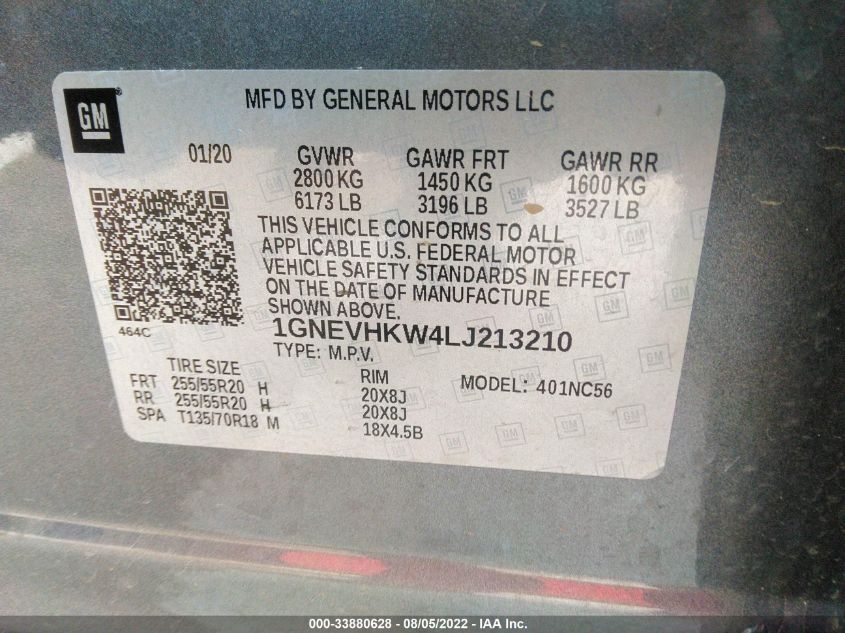 GM
MFD BY GENERAL MOTORS LLC
01/20 GVWR GAWR FRT GAWR RR
2800 KG 1450 KG 1600 KG
6173 LB 3196 LB 3527 LB
THIS VEHICLE CONFORMS TO ALL
APPLICABLE U.S. FEDERAL MOTOR
VEHICLE SAFETY STANDARDS IN EFFECT
ON THE DATE OF MANUFACTURE
SHOWN ABOVE.
464C
1GNEVHKW4LJ213210
TYPE: M.P.V.
TIRE SIZE RIM MODEL: 401NC56
FRT 255/55R20 H 20X8J
RR 255/55R20 H 20X8J
SPA T135/70R18 M 18X4.5B
000-33880628 - 08/05/2022 - IAA Inc.